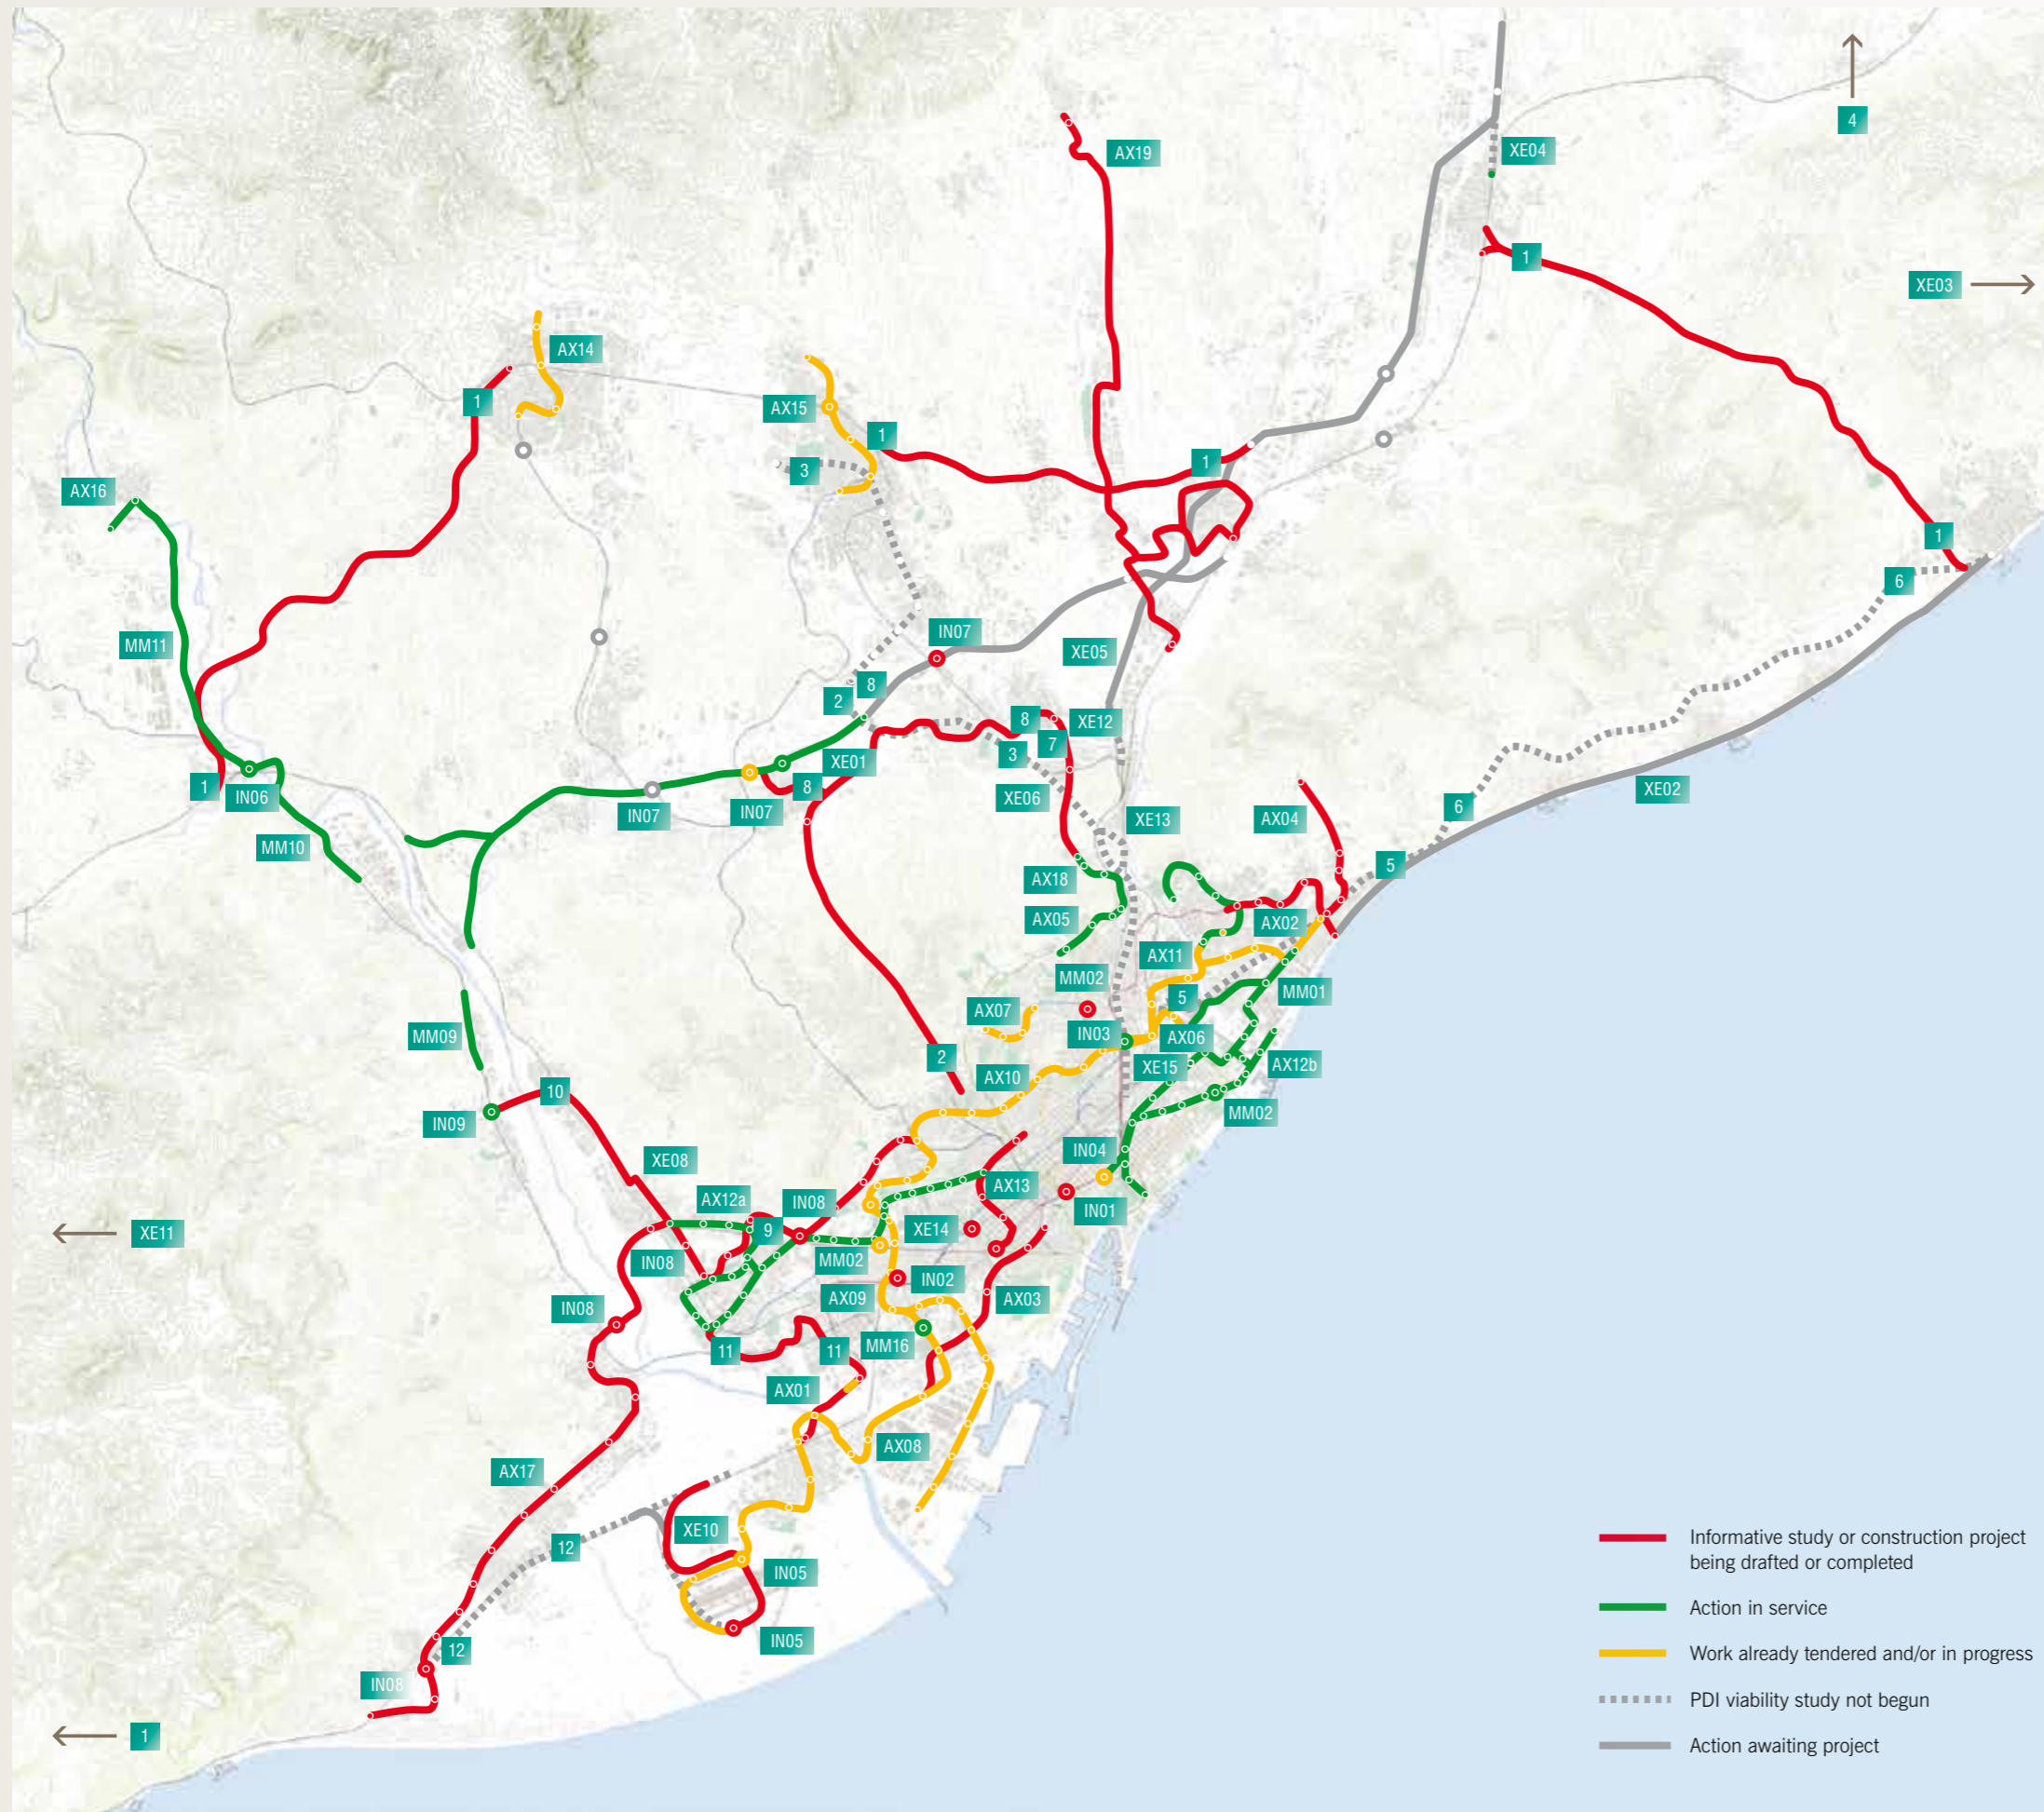 4
AX19
XE04
1
XE03
AX14
1
AX15
1
3
1
AX16
1
6
MM11
IN07
XE05
8
2
8
XE12
7
3
XE01
1
IN06
8
IN07
IN07
XE06
XE02
6
XE13
AX04
MM10
5
AX18
AX05
AX02
AX11
MM02
5
MM01
AX07
MM09
IN03
AX06
2
XE15
AX12b
AX10
10
IN09
MM02
IN04
XE08
AX13
AX12a
IN08
IN01
XE11
9
XE14
IN08
MM02
IN02
AX09
AX03
IN08
11
11
MM16
AX01
AX08
AX17
XE10
12
IN05
IN05
12
IN08
1
Informative study or construction project
being drafted or completed
Action in service
Work already tendered and/or in progress
PDI viability study not begun
Action awaiting project